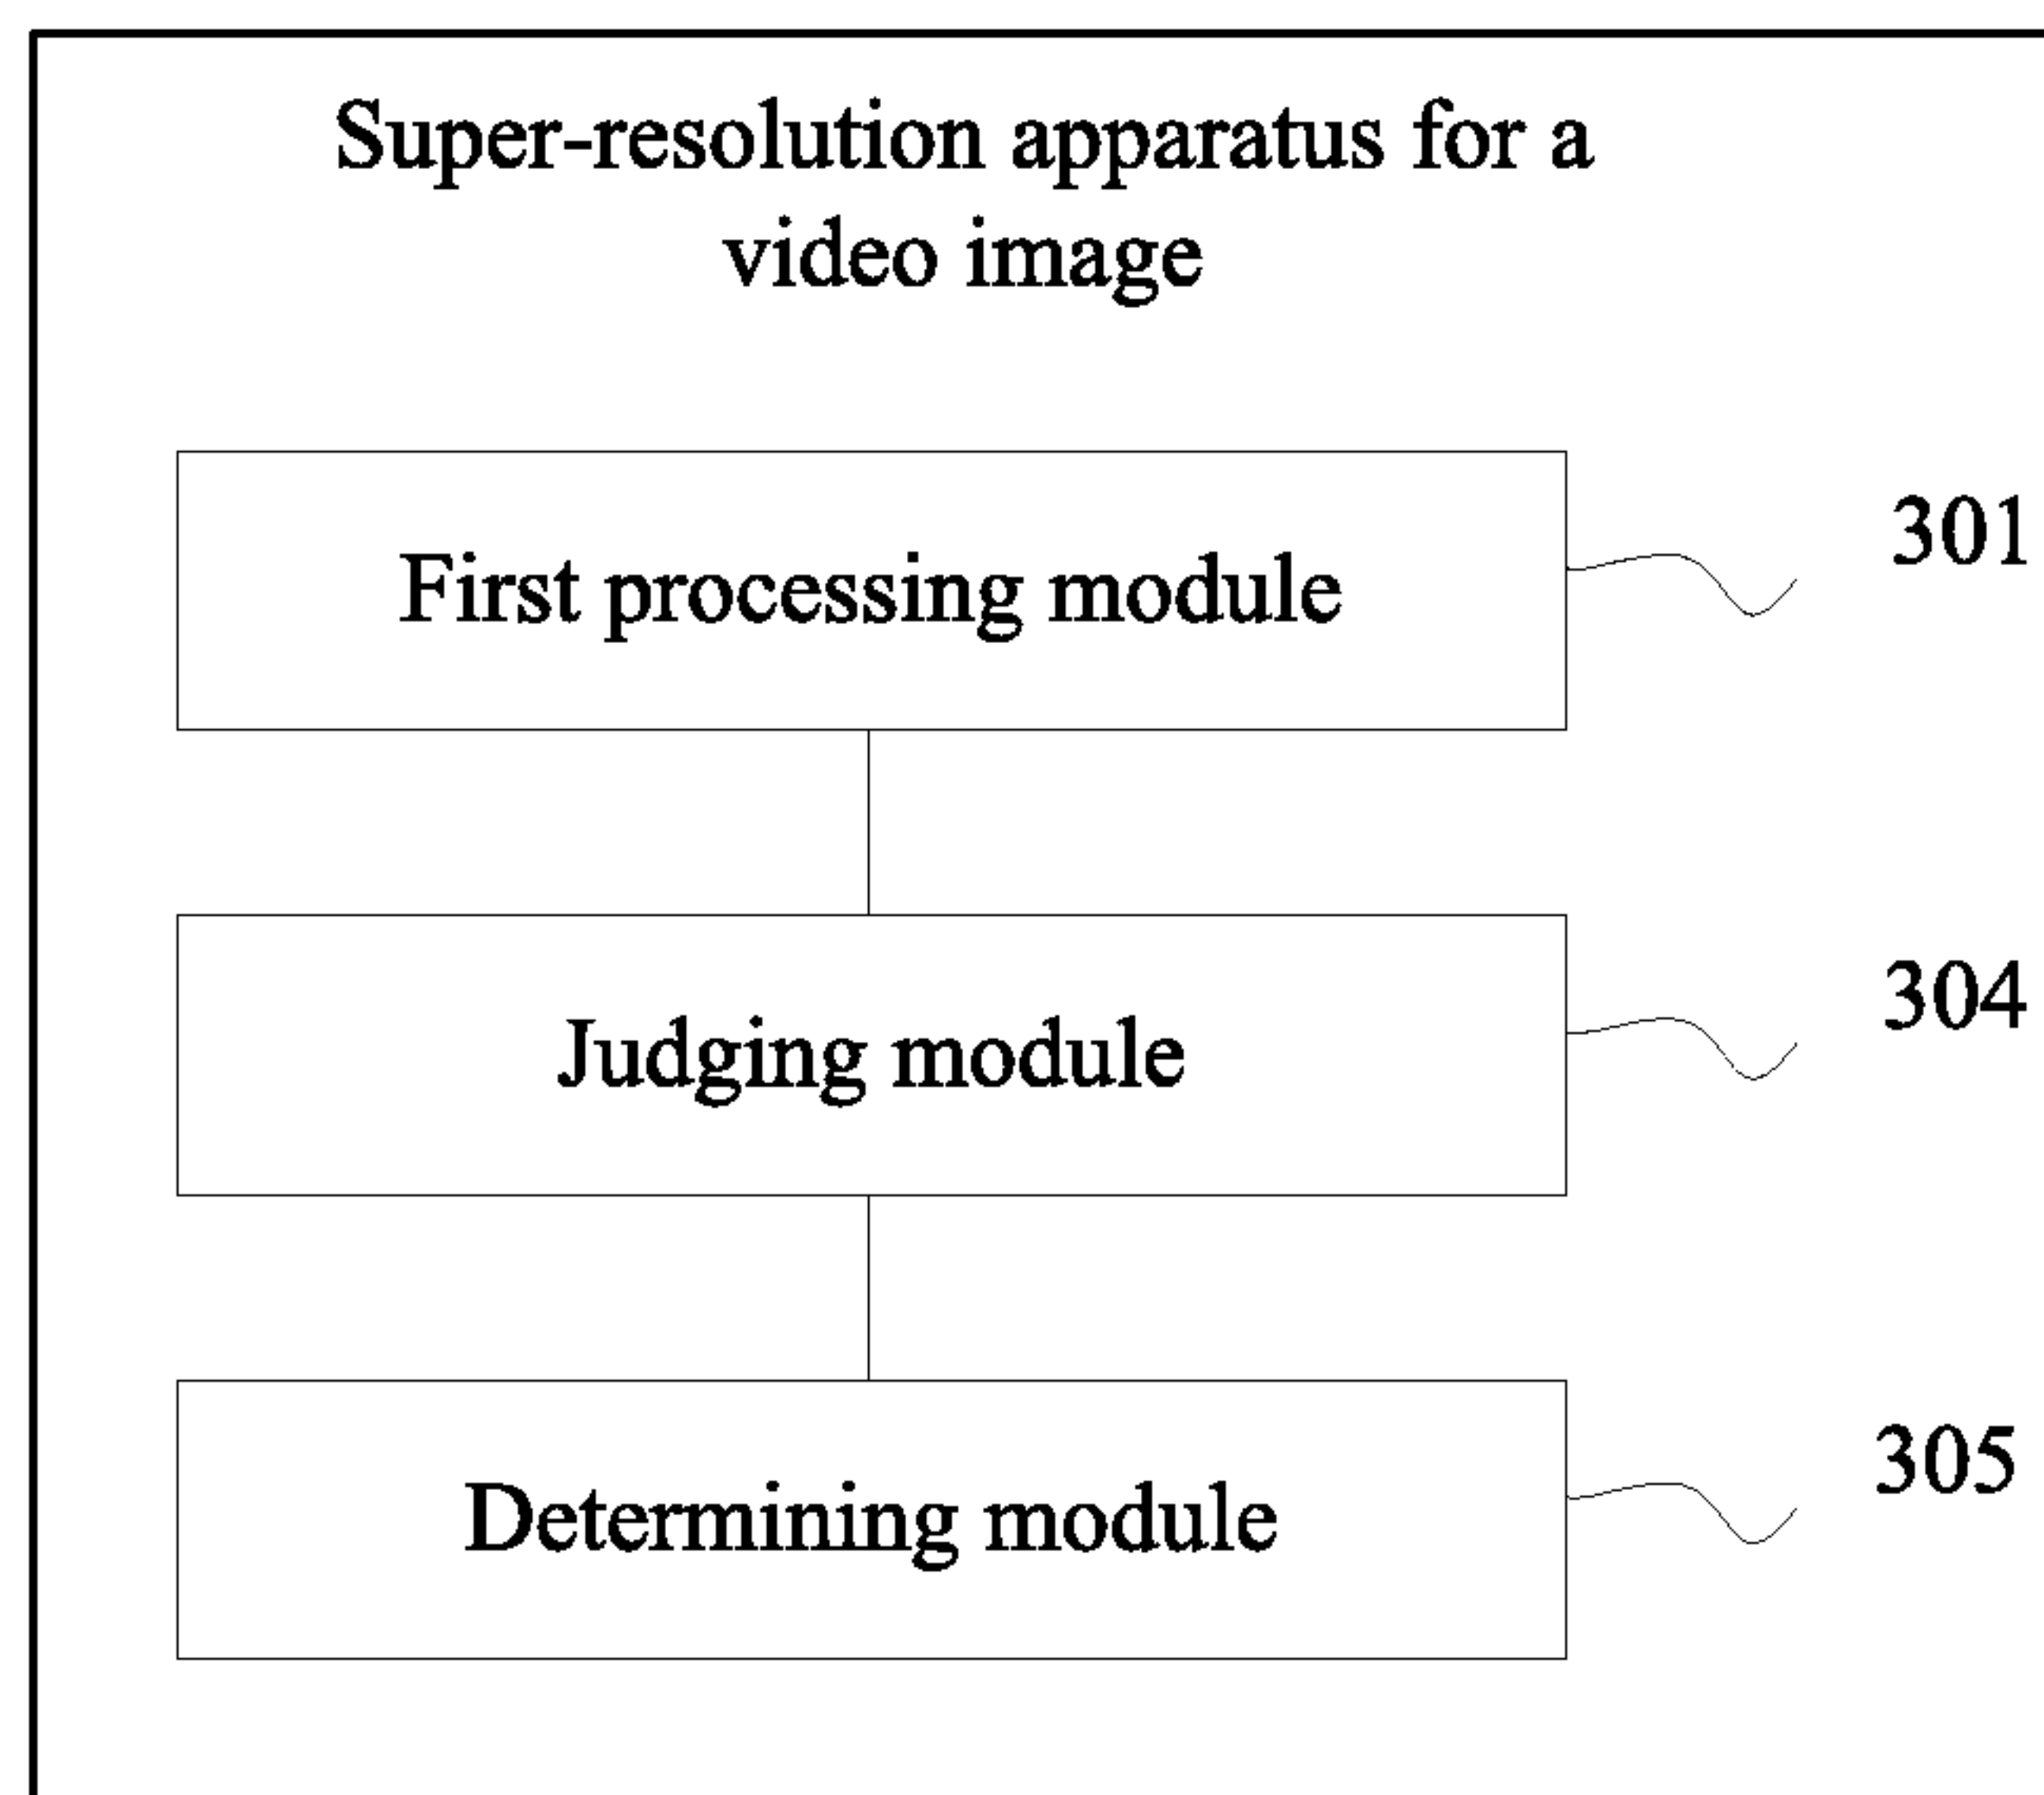 Super-resolution apparatus for a
video image
First processing module
301
Judging module
304
Determining module
305